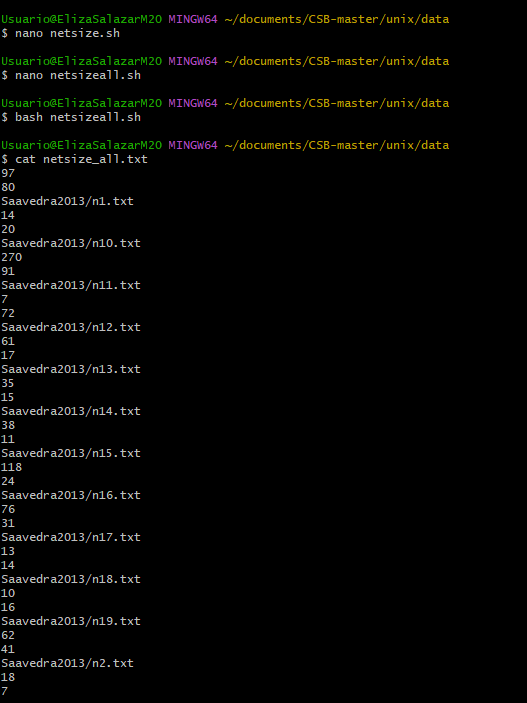 Usuario@ElizaSalazarM20 MINGW64 ~/documents/CSB-master/unix/data
$ nano netsize.sh
Usuario@ElizaSalazarM20 MINGW64 ~/documents/CSB-master/unix/data
$ nano netsizeall.sh
Usuario@ElizaSalazarM20 MINGW64 ~/documents/CSB-master/unix/data
$ bash netsizeall.sh
Usuario@ElizaSalazarM20 MINGW64 ~/documents/CSB-master/unix/data
$ cat netsize_all.txt
97
80
Saavedra2013/n1.txt
14
20
Saavedra2013/n10.txt
270
91
Saavedra2013/n11.txt
7
72
Saavedra2013/n12.txt
61
17
Saavedra2013/n13.txt
35
15
Saavedra2013/n14.txt
38
11
Saavedra2013/n15.txt
118
24
Saavedra2013/n16.txt
76
31
Saavedra2013/n17.txt
13
14
Saavedra2013/n18.txt
10
16
Saavedra2013/n19.txt
62
41
Saavedra2013/n2.txt
18
7